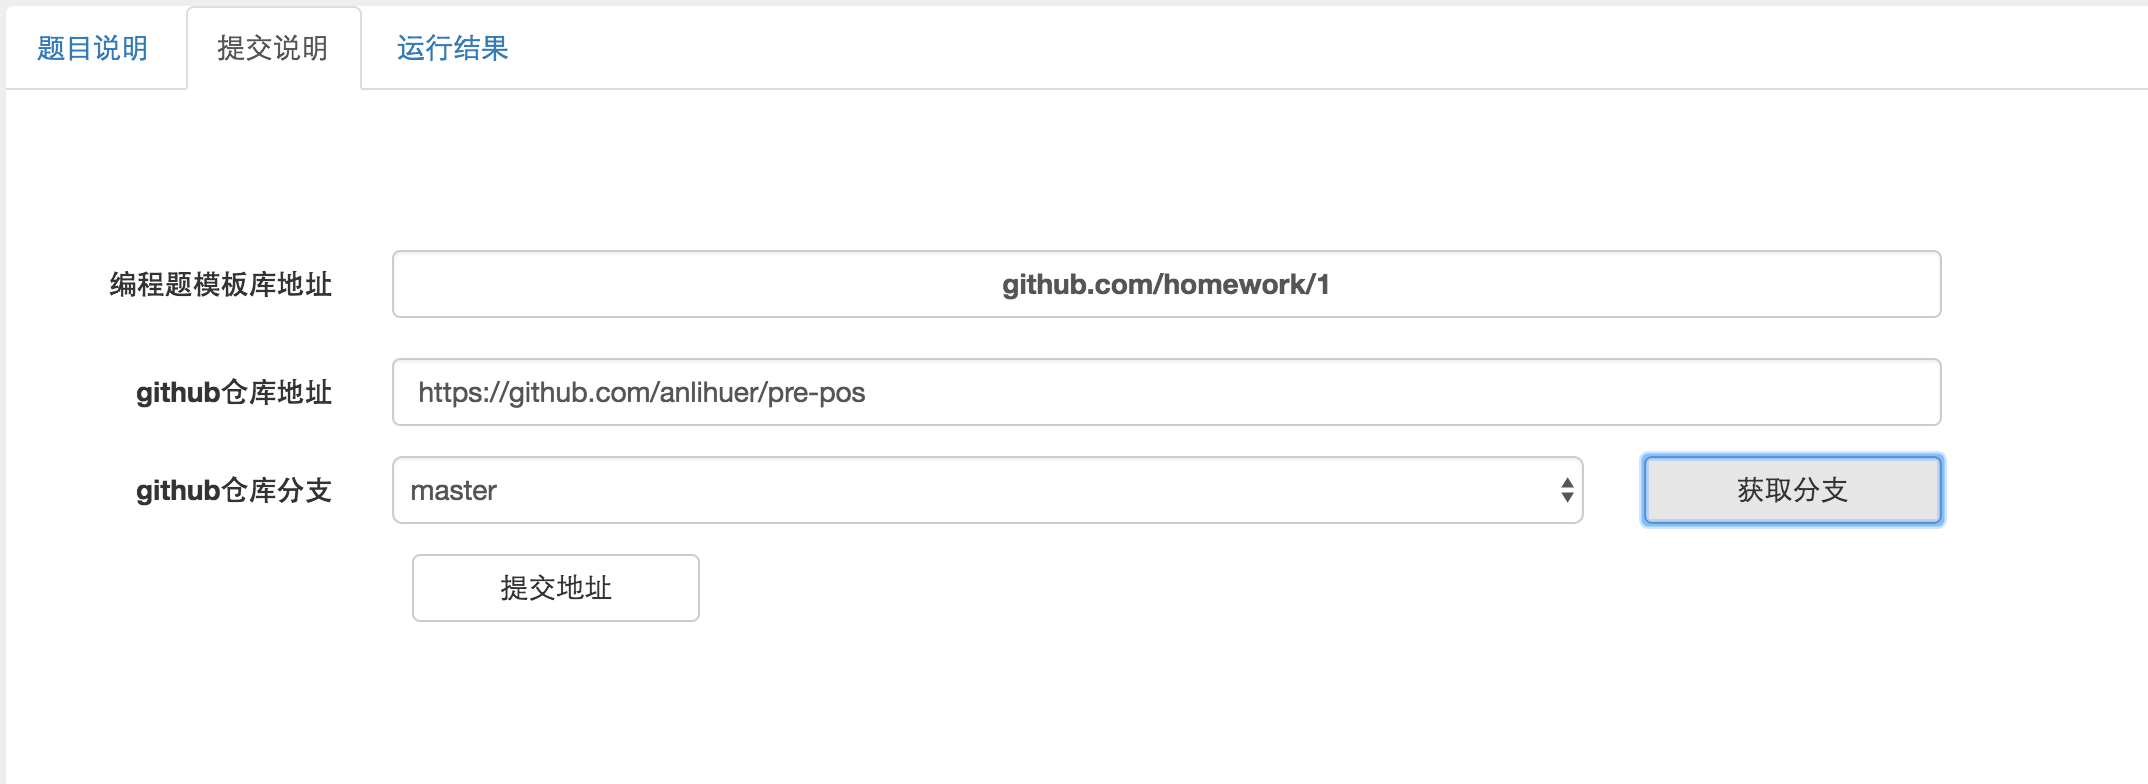 题目说明 提交说明 运行结果
编程题模板库地址 github.com/homework/1
github仓库地址 https://github.com/anlihuer/pre-pos
github仓库分支 master 获取分支
提交地址